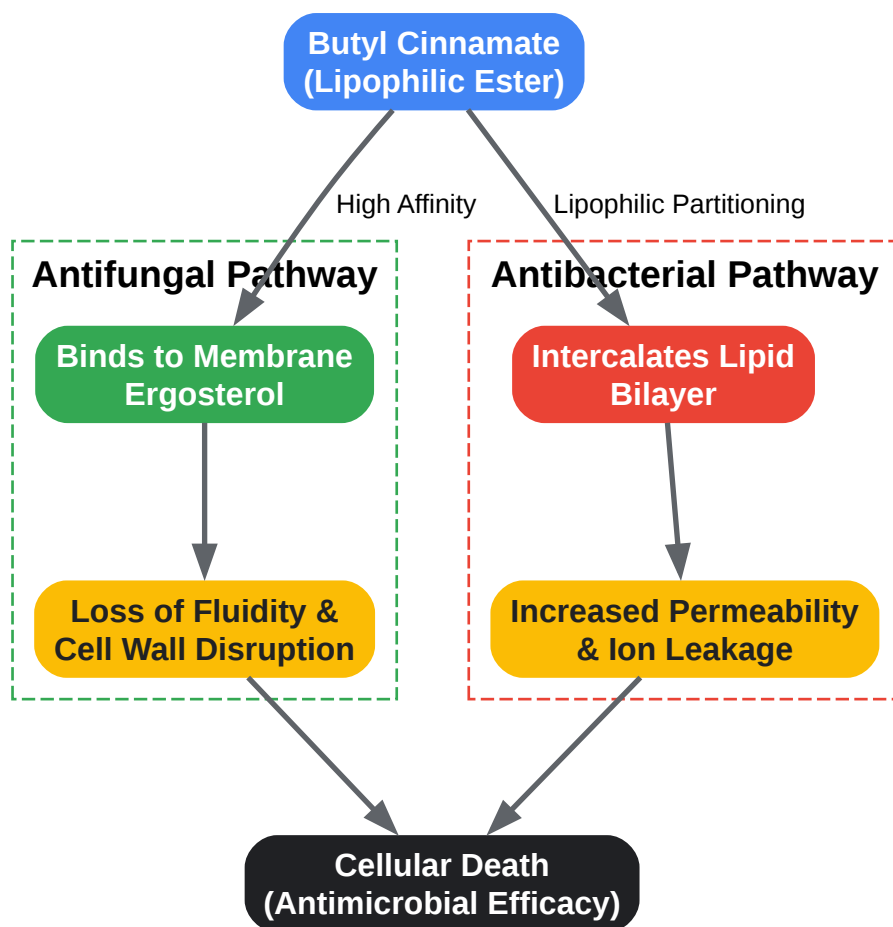 Butyl Cinnamate
(Lipophilic Ester)
High Affinity
Lipophilic Partitioning
Antifungal Pathway
Antibacterial Pathway
Binds to Membrane
Ergosterol
Intercalates Lipid
Bilayer
Loss of Fluidity &
Cell Wall Disruption
Increased Permeability
& Ion Leakage
Cellular Death
(Antimicrobial Efficacy)